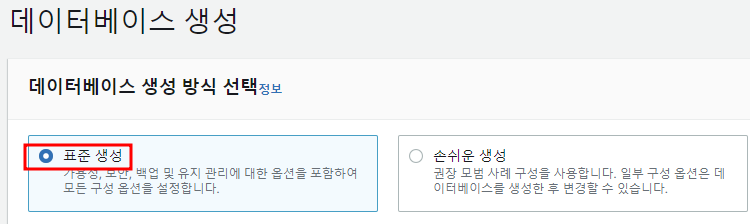 데이터베이스 생성
데이터베이스 생성 방식 선택 정보
표준 생성
가용성, 보안, 백업 및 유지 관리에 대한 옵션을 포함하여
모든 구성 옵션을 설정합니다.
손쉬운 생성
권장 모범 사례 구성을 사용합니다. 일부 구성 옵션은 데
이터베이스를 생성한 후 변경할 수 있습니다.